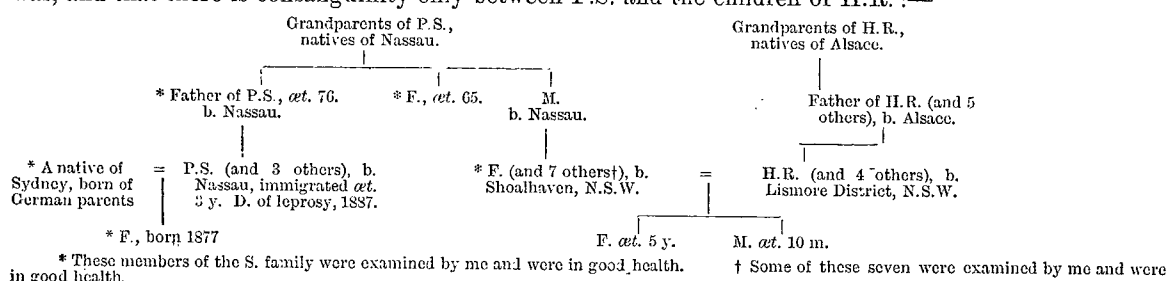 was, and that there is consanguinity only between P.S. and the children of H.R. :—
Grandparents of P.S.,
natives of Nassau.
Grandparents of H.R.,
natives of Alsace.
* Father of P.S., æt. 76.
b. Nassau.
* F., æt. 65.
M.
b. Nassau.
Father of H.R. (and 5
others), b. Alsace.
* A native of
Sydney, born of
German parents
=
P.S. (and 3 others), b.
Nassau, immigrated æt.
3 y. D. of leprosy, 1887.
* F. (and 7 others†), b.
Shoalhaven, N.S.W.
=
H.R. (and 4 others), b.
Lismore District, N.S.W.
* F., born 1877
F. æt. 5 y.
M. æt. 10 m.
* These members of the S. family were examined by me and were in good health.
† Some of these seven were examined by me and were
in good health.